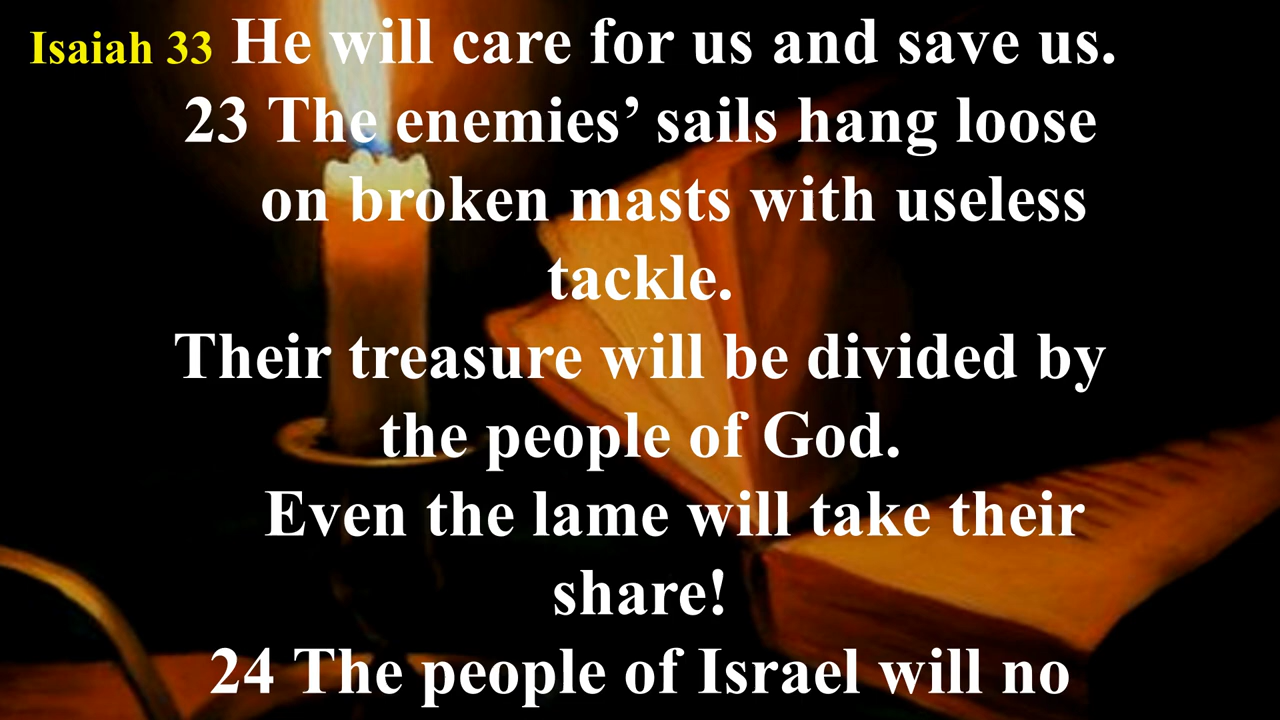 Isaiah 33 He will care for us and save us.
23 The enemies’ sails hang loose
on broken masts with useless
tackle.
Their treasure will be divided by
the people of God.
Even the lame will take their
share!
24 The people of Israel will no